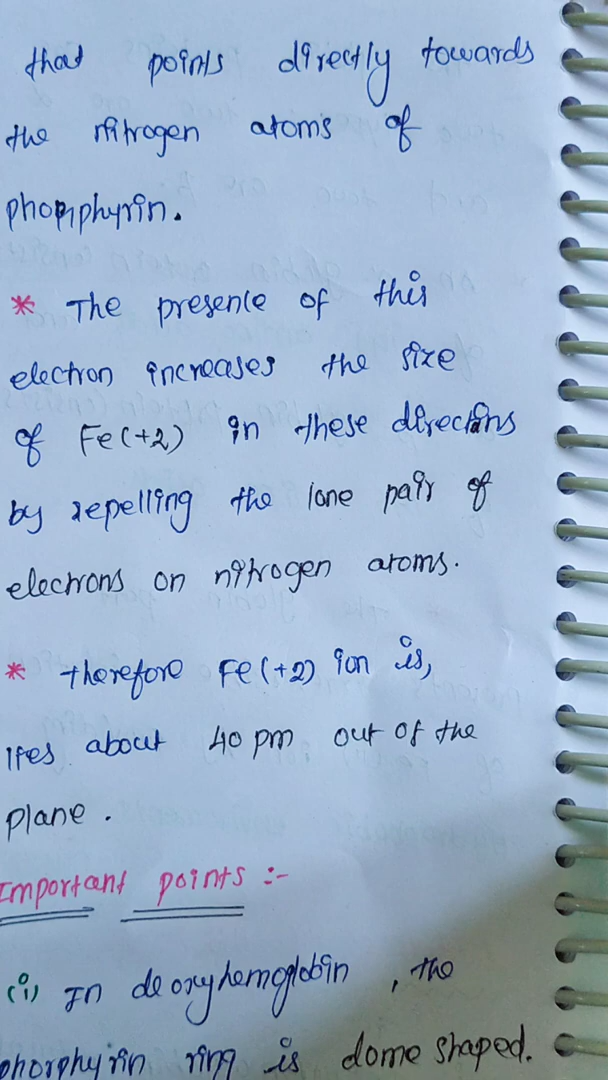 that points directly towards
the nitrogen atoms of
phorphyrin.
* The presence of this
electron increases the size
of Fe(+2) in these directions
by repelling the lone pair of
electrons on nitrogen atoms.
* therefore Fe(+2) ion is,
lies about 40 pm out of the
plane.
Important points :-
(i) In deoxyhemoglobin, the
phorphyrin ring is dome shaped.